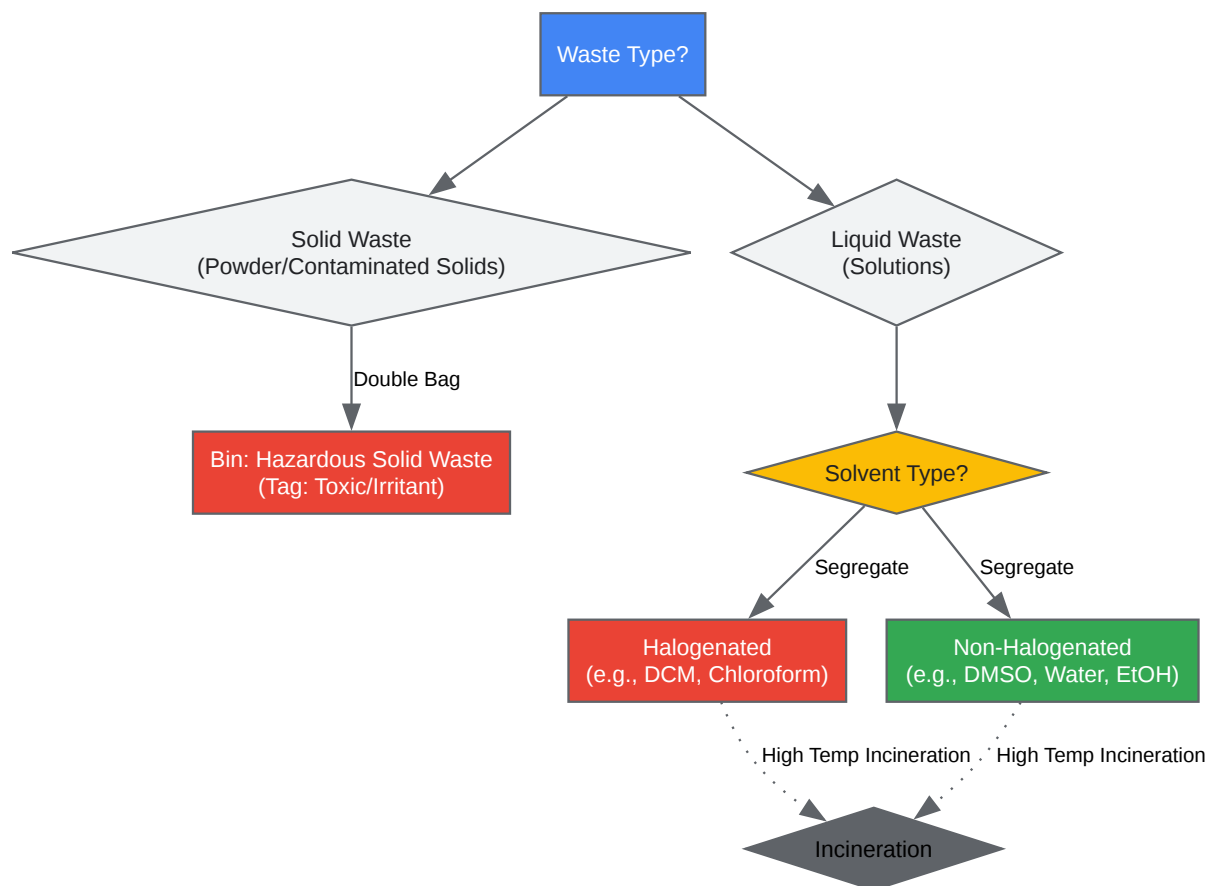 Waste Type?
Solid Waste
(Powder/Contaminated Solids)
Liquid Waste
(Solutions)
Double Bag
Bin: Hazardous Solid Waste
(Tag: Toxic/Irritant)
Solvent Type?
Segregate
Segregate
Halogenated
(e.g., DCM, Chloroform)
Non-Halogenated
(e.g., DMSO, Water, EtOH)
High Temp Incineration
High Temp Incineration
Incineration